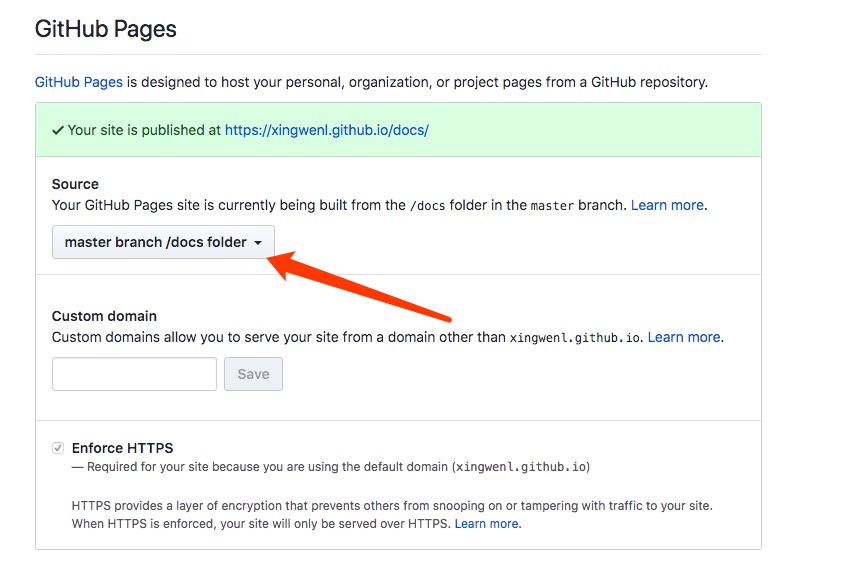 GitHub Pages
GitHub Pages is designed to host your personal, organization, or project pages from a GitHub repository.
Your site is published at https://xingwenl.github.io/docs/
Source
Your GitHub Pages site is currently being built from the /docs folder in the master branch. Learn more.
master branch /docs folder
Custom domain
Custom domains allow you to serve your site from a domain other than xingwenl.github.io. Learn more.
Save
Enforce HTTPS
— Required for your site because you are using the default domain (xingwenl.github.io)
HTTPS provides a layer of encryption that prevents others from snooping on or tampering with traffic to your site.
When HTTPS is enforced, your site will only be served over HTTPS. Learn more.